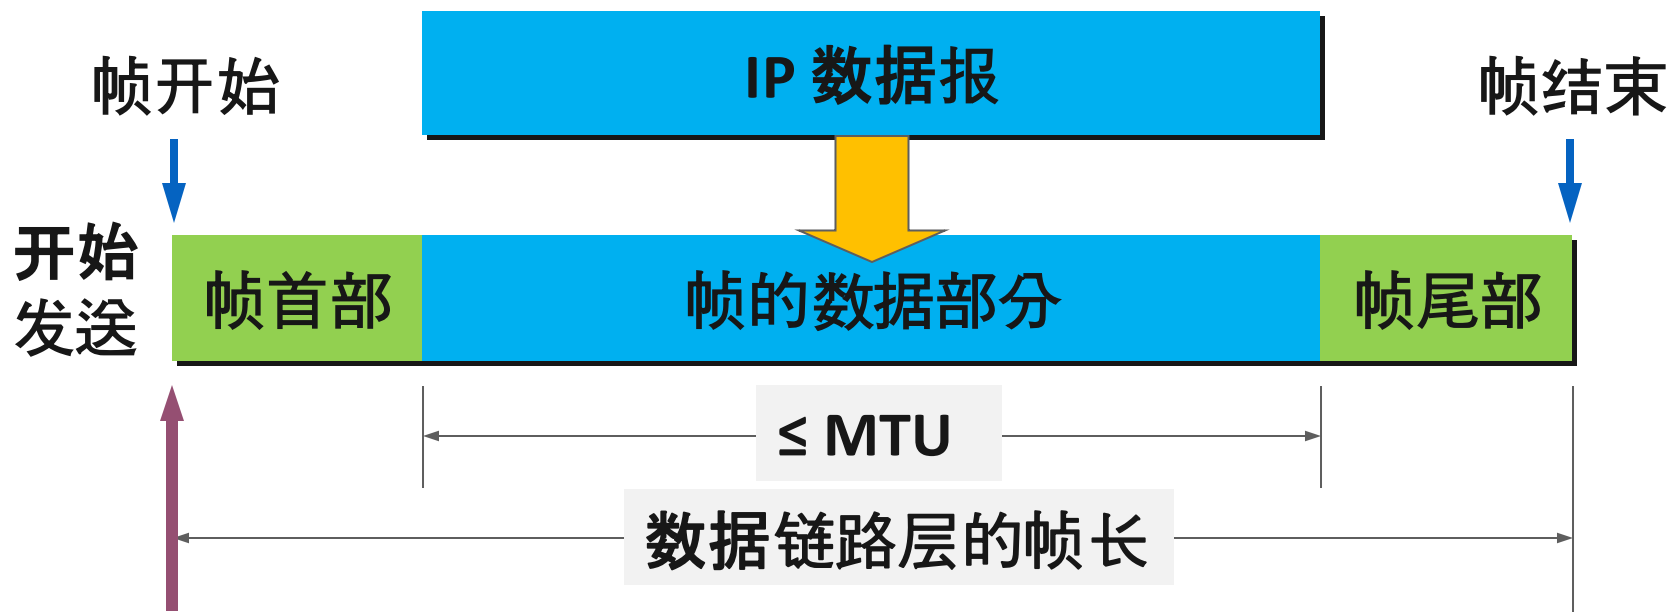 IP 数据报
帧开始
帧结束
开始
发送
帧首部
帧的数据部分
帧尾部
≤ MTU
数据链路层的帧长